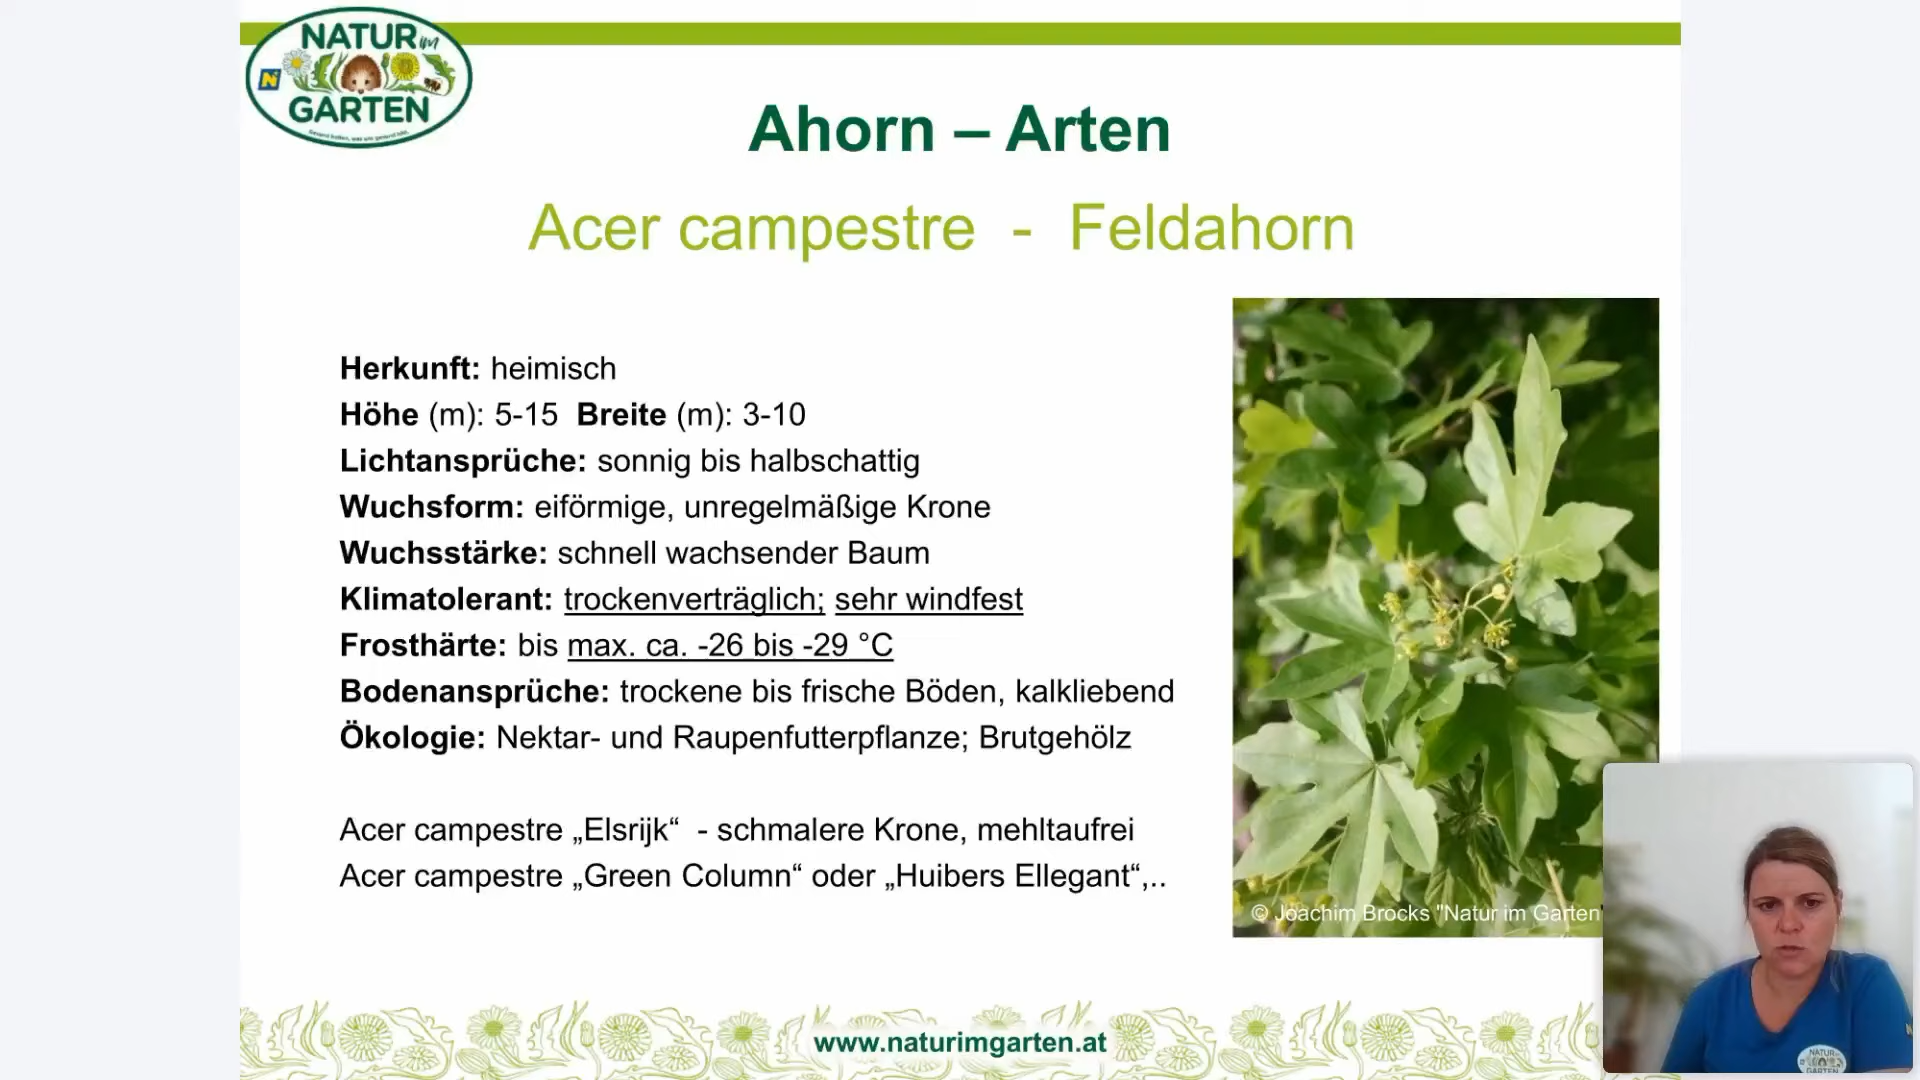 NATUR im
GARTEN
Ahorn – Arten
Acer campestre - Feldahorn
Herkunft: heimisch
Höhe (m): 5-15 Breite (m): 3-10
Lichtansprüche: sonnig bis halbschattig
Wuchsform: eiförmige, unregelmäßige Krone
Wuchsstärke: schnell wachsender Baum
Klimatolerant: trockenverträglich; sehr windfest
Frosthärte: bis max. ca. -26 bis -29 °C
Bodenansprüche: trockene bis frische Böden, kalkliebend
Ökologie: Nektar- und Raupenfutterpflanze; Brutgehölz
Acer campestre „Elsrijk“ - schmalere Krone, mehltaufrei
Acer campestre „Green Column“ oder „Huibers Ellegant“,..
© Joachim Brocks "Natur im Garten"
www.naturimgarten.at
NATUR
GARTEN